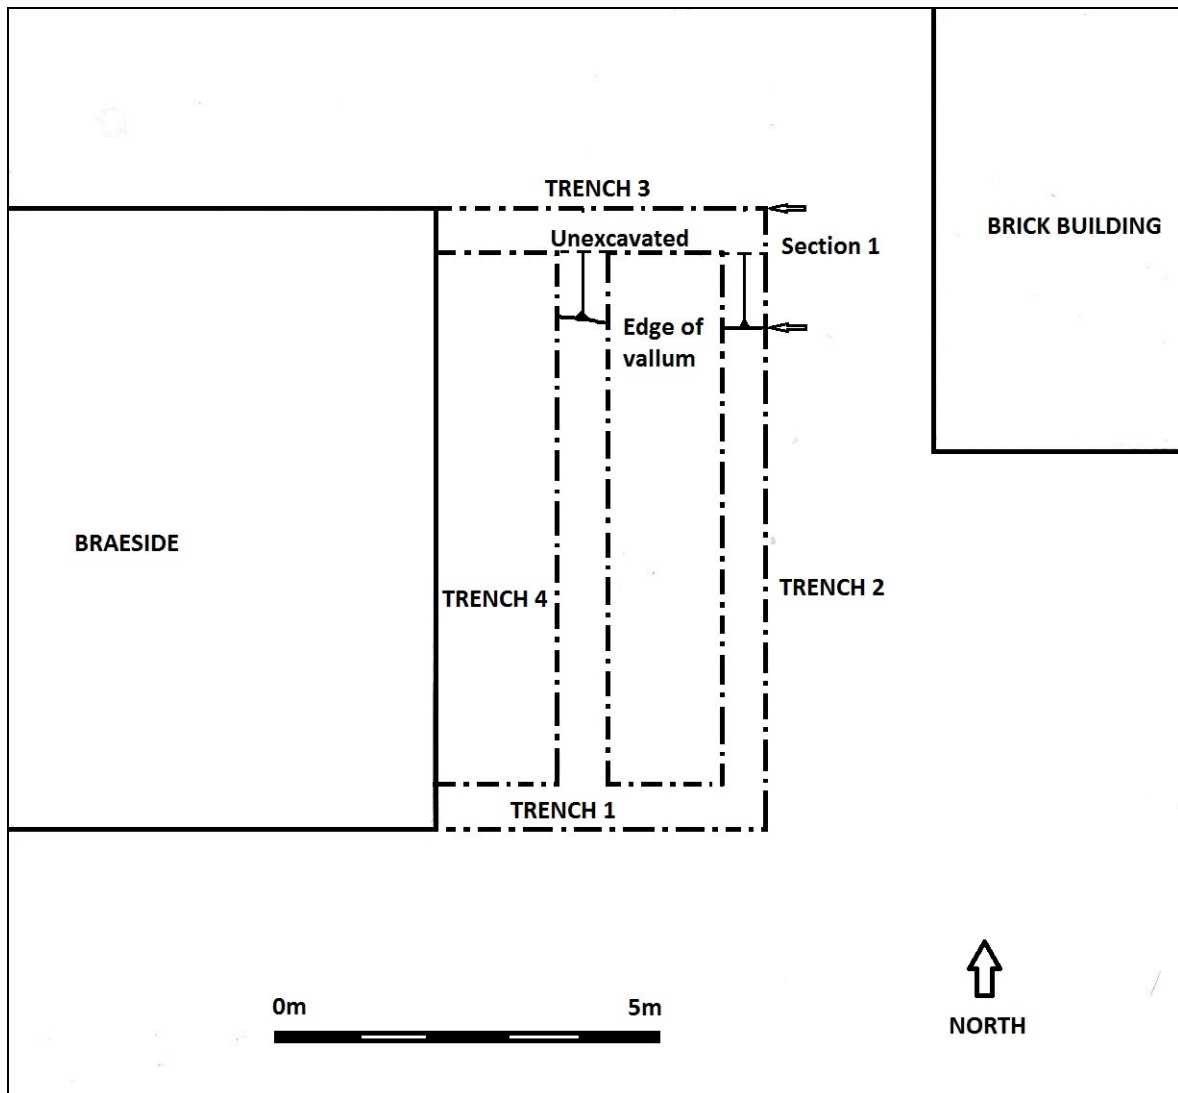 TRENCH 3
BRICK BUILDING
Unexcavated
Section 1
Edge of
vallum
BRAESIDE
TRENCH 4
TRENCH 2
TRENCH 1
0m
5m
NORTH